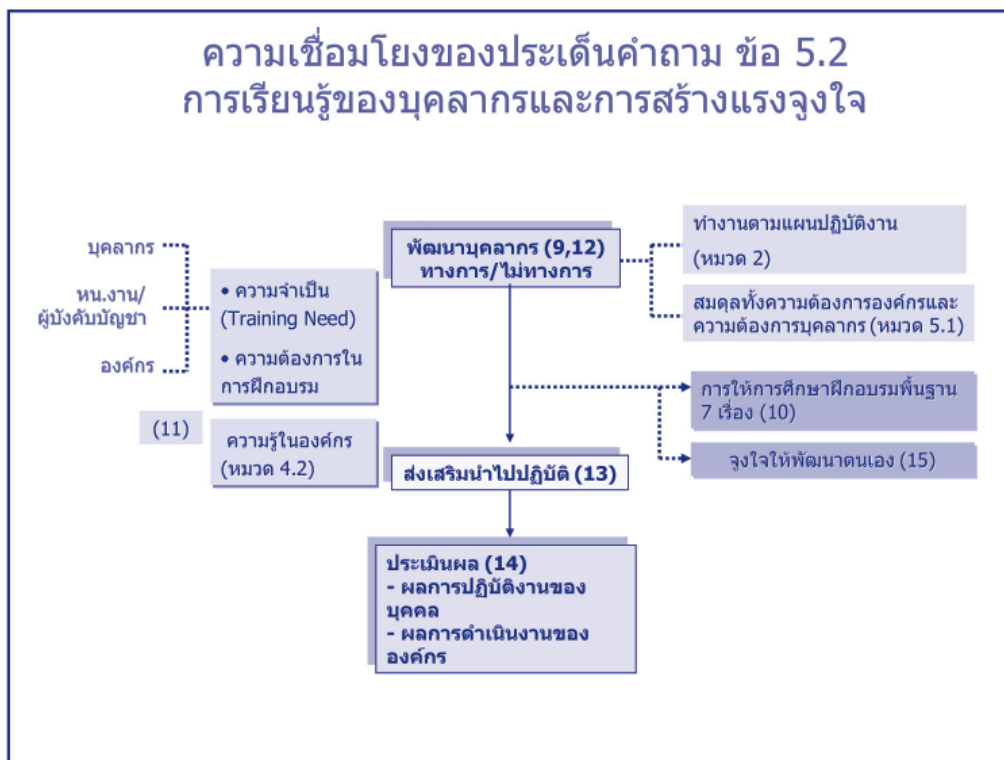 ความเชื่อมโยงของประเด็นคำถาม ข้อ 5.2
การเรียนรู้ของบุคลากรและการสร้างแรงจูงใจ
บุคลากร
หน.งาน/
ผู้บังคับบัญชา
องค์กร
• ความจำเป็น
(Training Need)
• ความต้องการใน
การฝึกอบรม
(11)
ความรู้ในองค์กร
(หมวด 4.2)
พัฒนาบุคลากร (9,12)
ทางการ/ไม่ทางการ
ทำงานตามแผนปฏิบัติงาน
(หมวด 2)
สมดุลทั้งความต้องการองค์กรและ
ความต้องการบุคลากร (หมวด 5.1)
การให้การศึกษาฝึกอบรมพื้นฐาน
7 เรื่อง (10)
จูงใจให้พัฒนาตนเอง (15)
ส่งเสริมนำไปปฏิบัติ (13)
ประเมินผล (14)
- ผลการปฏิบัติงานของ
บุคคล
- ผลการดำเนินงานของ
องค์กร